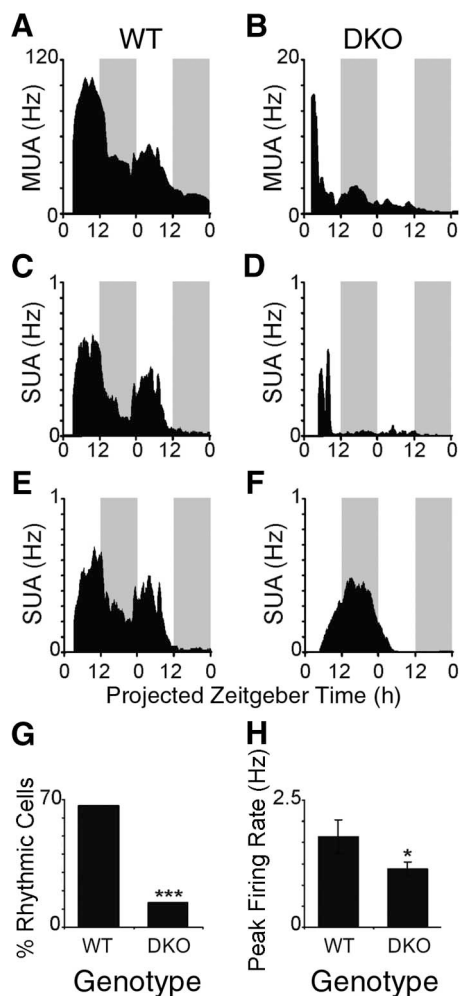 A WT B DKO
120
MUA (Hz)
0
0 12 0 12 0
20
MUA (Hz)
0
0 12 0 12 0
C D
1
SUA (Hz)
0
0 12 0 12 0
1
SUA (Hz)
0
0 12 0 12 0
E F
1
SUA (Hz)
0
0 12 0 12 0
1
SUA (Hz)
0
0 12 0 12 0
Projected Zeitgeber Time (h)
G H
70
% Rhythmic Cells
0
***
WT DKO
Genotype
2.5
Peak Firing Rate (Hz)
0
*
WT DKO
Genotype